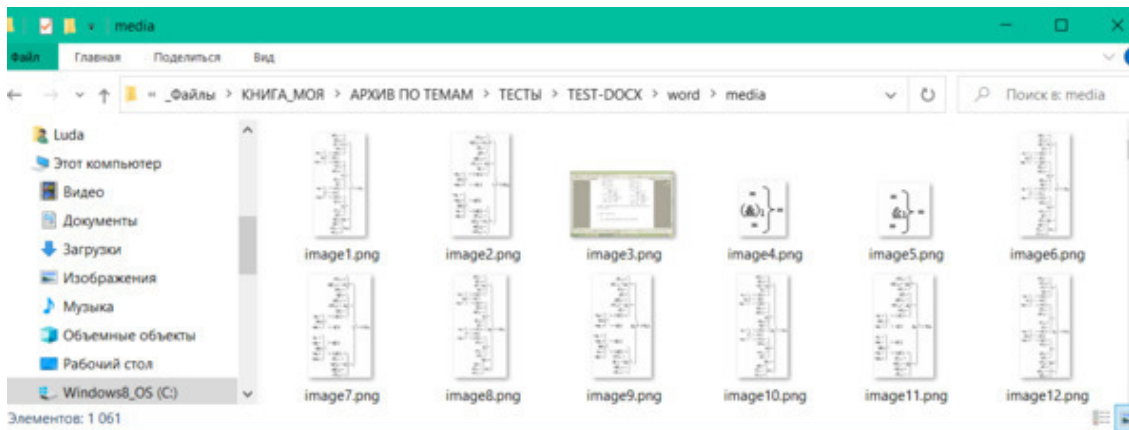 media
Файл Главная Поделиться Вид
« _Файлы > КНИГА_МОЯ > АРХИВ ПО ТЕМАМ > ТЕСТЫ > TEST-DOCX > word > media Поиск в: media
Luda
Этот компьютер
Видео
Документы
Загрузки
Изображения
Музыка
Объемные объекты
Рабочий стол
Windows8_OS (C:)
= (&)₁ = =
= &₁ = =
image1.png image2.png image3.png image4.png image5.png image6.png
image7.png image8.png image9.png image10.png image11.png image12.png
Элементов: 1 061